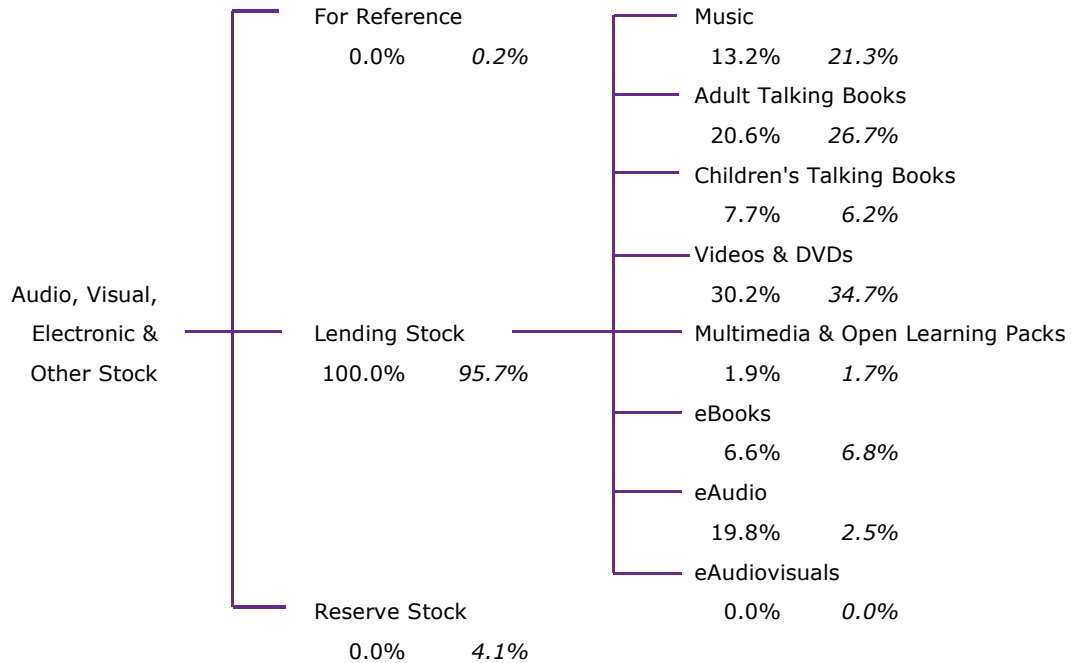 For Reference
0.0% 0.2%
Audio, Visual,
Electronic &
Other Stock
Lending Stock
100.0% 95.7%
Reserve Stock
0.0% 4.1%
Music
13.2% 21.3%
Adult Talking Books
20.6% 26.7%
Children's Talking Books
7.7% 6.2%
Videos & DVDs
30.2% 34.7%
Multimedia & Open Learning Packs
1.9% 1.7%
eBooks
6.6% 6.8%
eAudio
19.8% 2.5%
eAudiovisuals
0.0% 0.0%